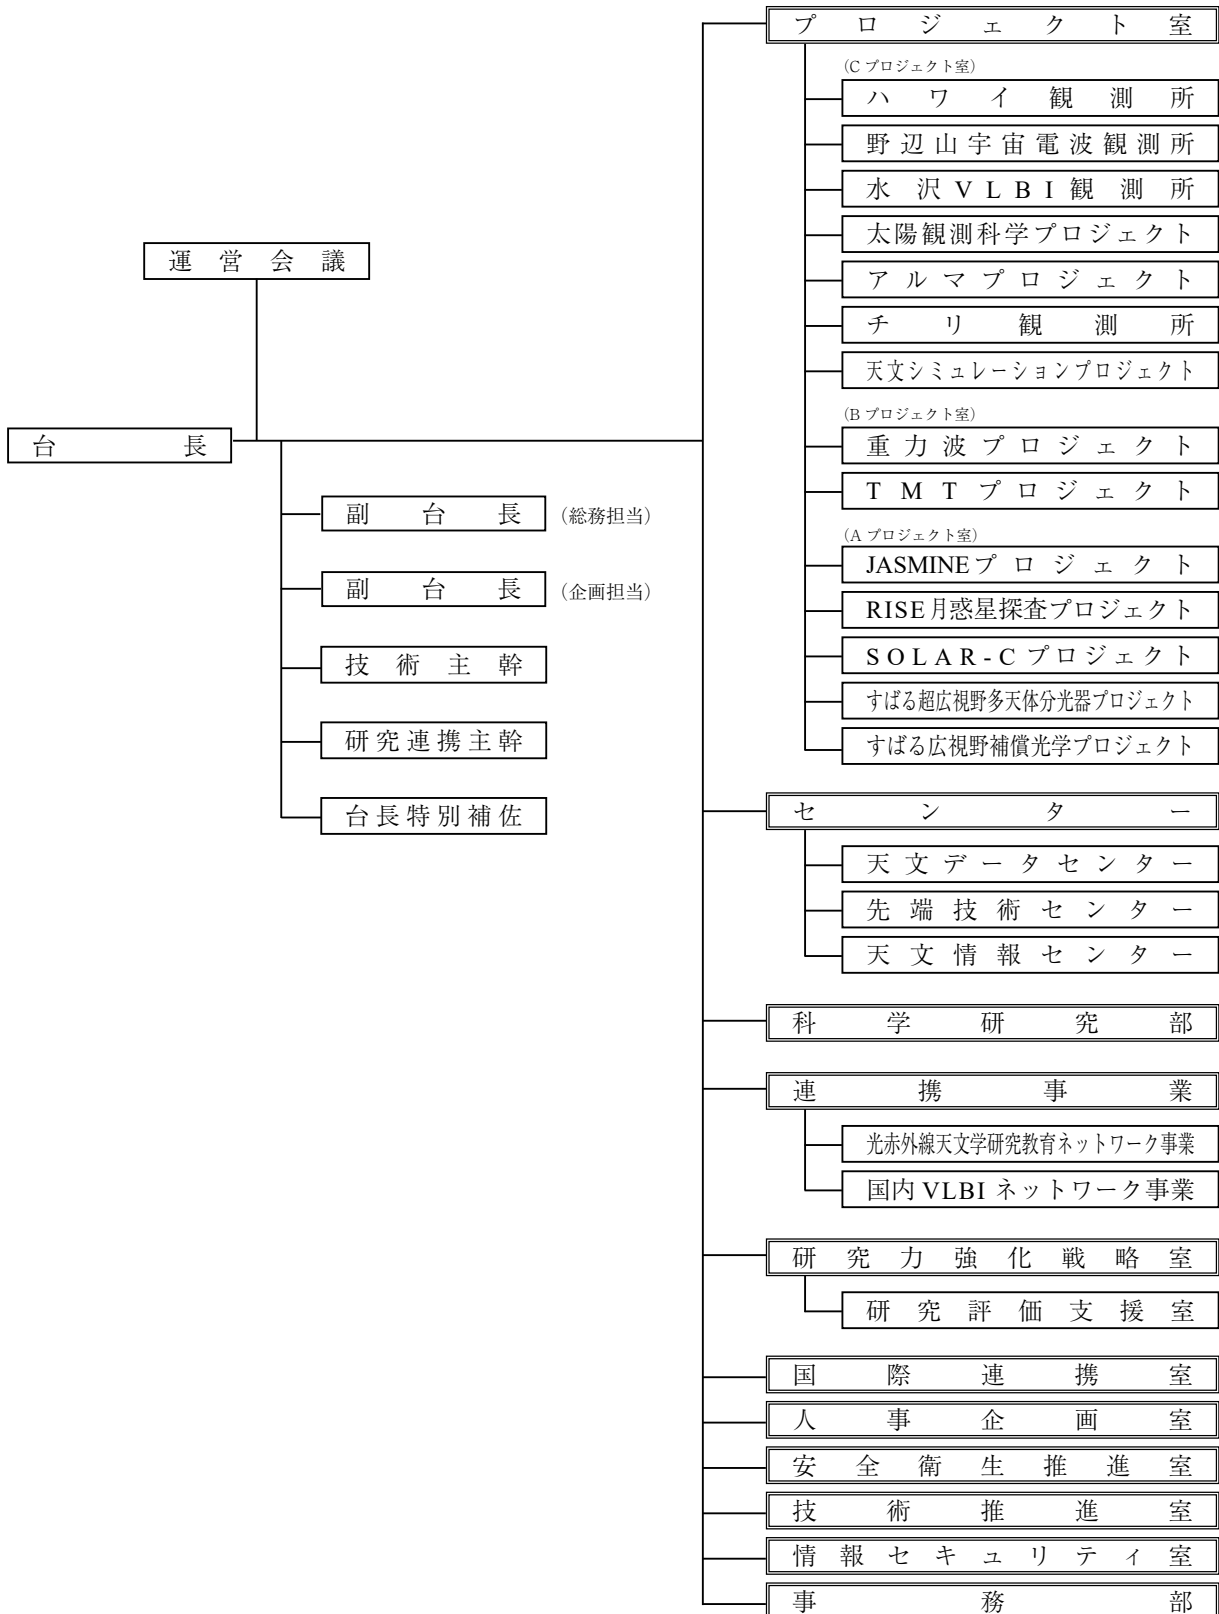 運営会議
台長
副台長 (総務担当)
副台長 (企画担当)
技術主幹
研究連携主幹
台長特別補佐
プロジェクト室
(C プロジェクト室)
ハワイ観測所
野辺山宇宙電波観測所
水沢VLBI観測所
太陽観測科学プロジェクト
アルマプロジェクト
チリ観測所
天文シミュレーションプロジェクト
(B プロジェクト室)
重力波プロジェクト
TMTプロジェクト
(A プロジェクト室)
JASMINEプロジェクト
RISE月惑星探査プロジェクト
SOLAR-Cプロジェクト
すばる超広視野多天体分光器プロジェクト
すばる広視野補償光学プロジェクト
センター
天文データセンター
先端技術センター
天文情報センター
科学研究部
連携事業
光赤外線天文学研究教育ネットワーク事業
国内VLBIネットワーク事業
研究力強化戦略室
研究評価支援室
国際連携室
人事企画室
安全衛生推進室
技術推進室
情報セキュリティ室
事務部